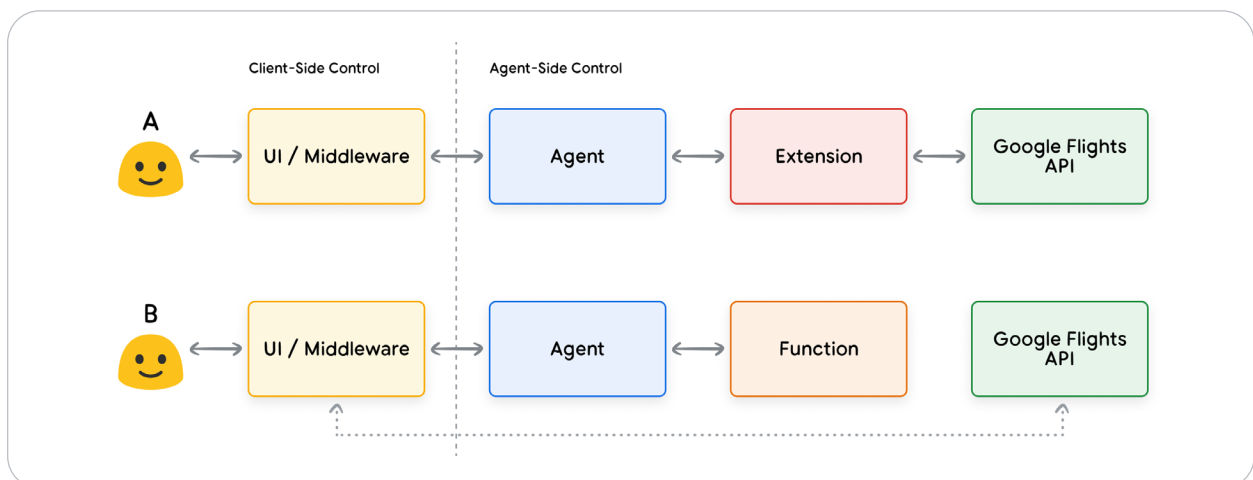 Client-Side Control
Agent-Side Control
A
UI / Middleware
Agent
Extension
Google Flights
API
B
UI / Middleware
Agent
Function
Google Flights
API